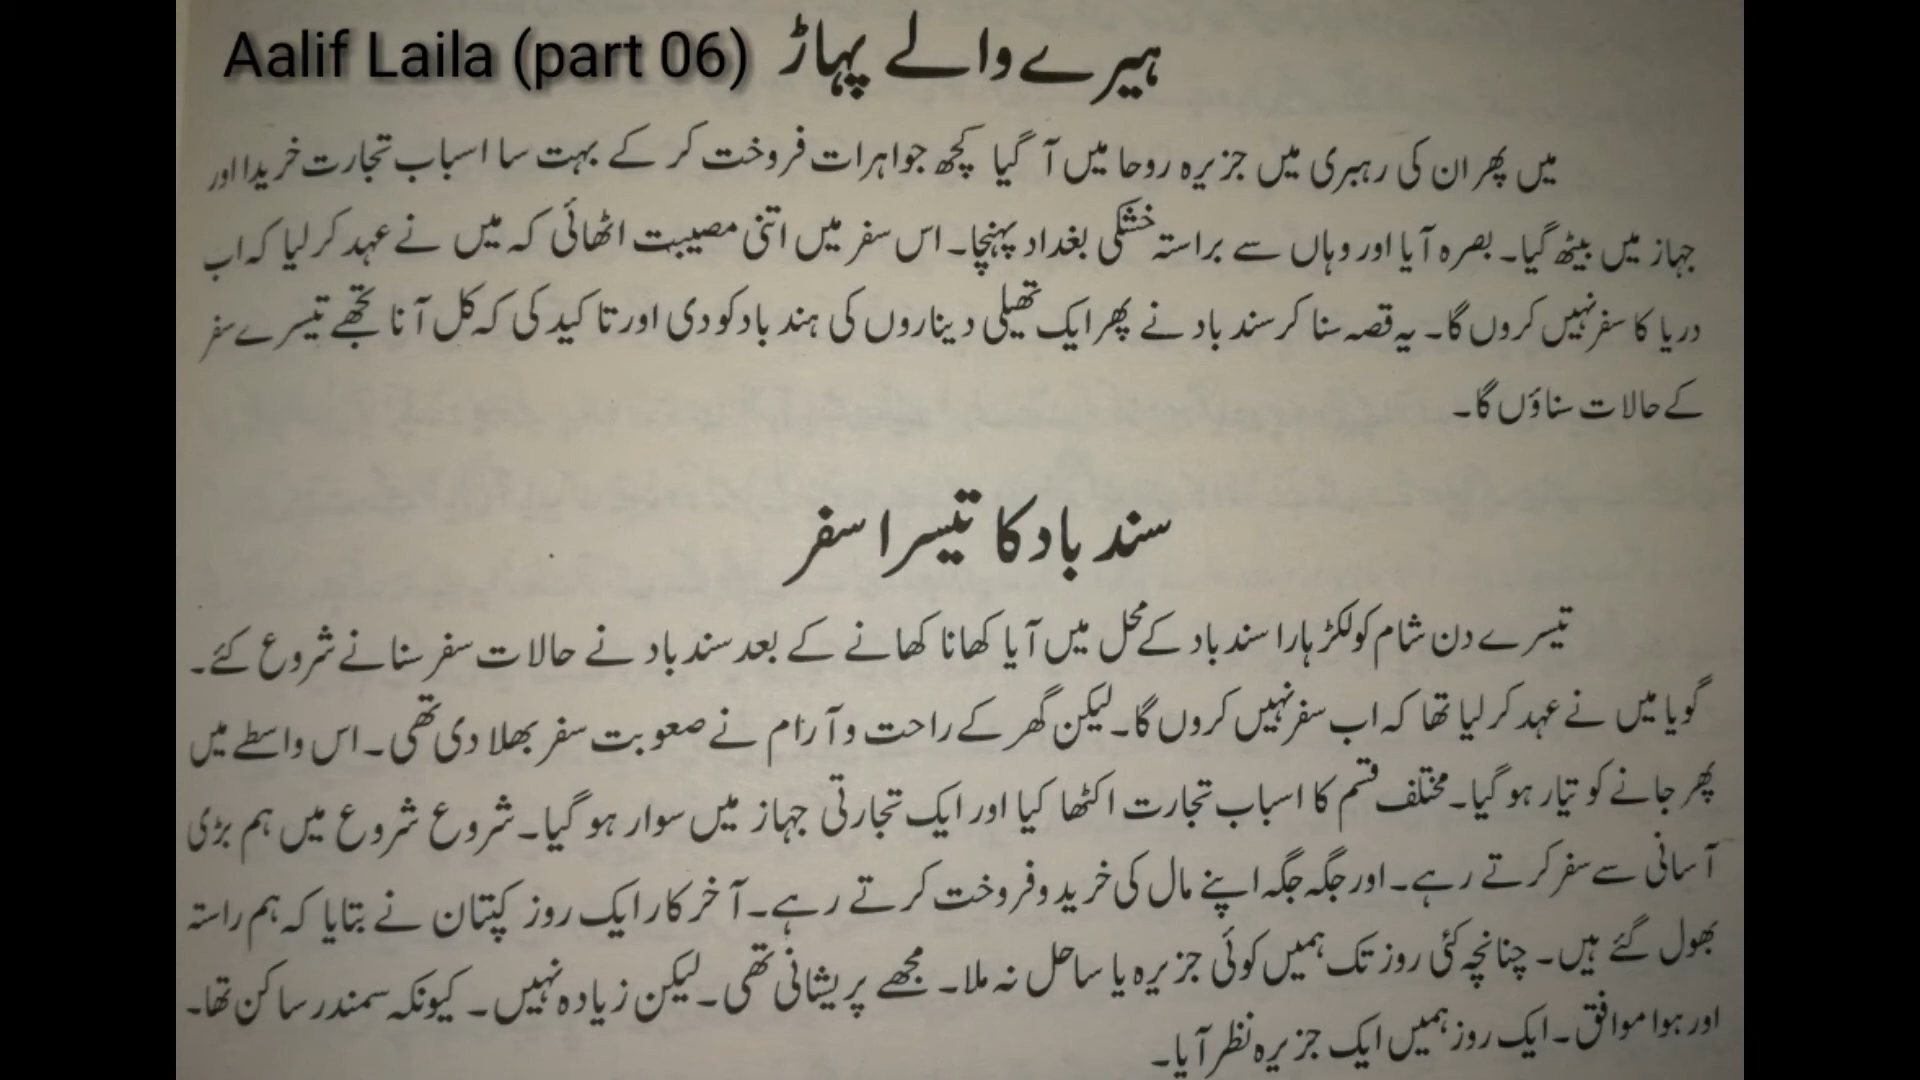 Aalif Laila (part 06) ہیرے والے پہاڑ
میں پھر ان کی رہبری میں جزیرہ روحا میں آ گیا کچھ جواہرات فروخت کر کے بہت سا اسباب تجارت خریدا اور
جہاز میں بیٹھ گیا۔ بصرہ آیا اور وہاں سے براستہ خشکی بغداد پہنچا۔ اس سفر میں اتنی مصیبت اٹھائی کہ میں نے عہد کر لیا کہ اب
دریا کا سفر نہیں کروں گا۔ یہ قصہ سنا کر سند باد نے پھر ایک تھیلی دیناروں کی ہند باد کو دی اور تاکید کی کہ کل آنا تجھے تیسرے سفر
کے حالات سناؤں گا۔
سند باد کا تیسرا سفر
تیسرے دن شام کو لکڑہارا سند باد کے محل میں آیا کھانا کھانے کے بعد سند باد نے حالات سفر سنانے شروع کئے۔
گویا میں نے عہد کر لیا تھا کہ اب سفر نہیں کروں گا۔ لیکن گھر کے راحت و آرام نے صعوبت سفر بھلا دی تھی۔ اس واسطے میں
پھر جانے کو تیار ہو گیا۔ مختلف قسم کا اسباب تجارت اکٹھا کیا اور ایک تجارتی جہاز میں سوار ہو گیا۔ شروع شروع میں ہم بڑی
آسانی سے سفر کرتے رہے۔ اور جگہ جگہ اپنے مال کی خرید و فروخت کرتے رہے۔ آخر کار ایک روز کپتان نے بتایا کہ ہم راستہ
بھول گئے ہیں۔ چنانچہ کئی روز تک ہمیں کوئی جزیرہ یا ساحل نہ ملا۔ مجھے پریشانی تھی۔ لیکن زیادہ نہیں۔ کیونکہ سمندر ساکن تھا۔
اور ہوا موافق۔ ایک روز ہمیں ایک جزیرہ نظر آیا۔